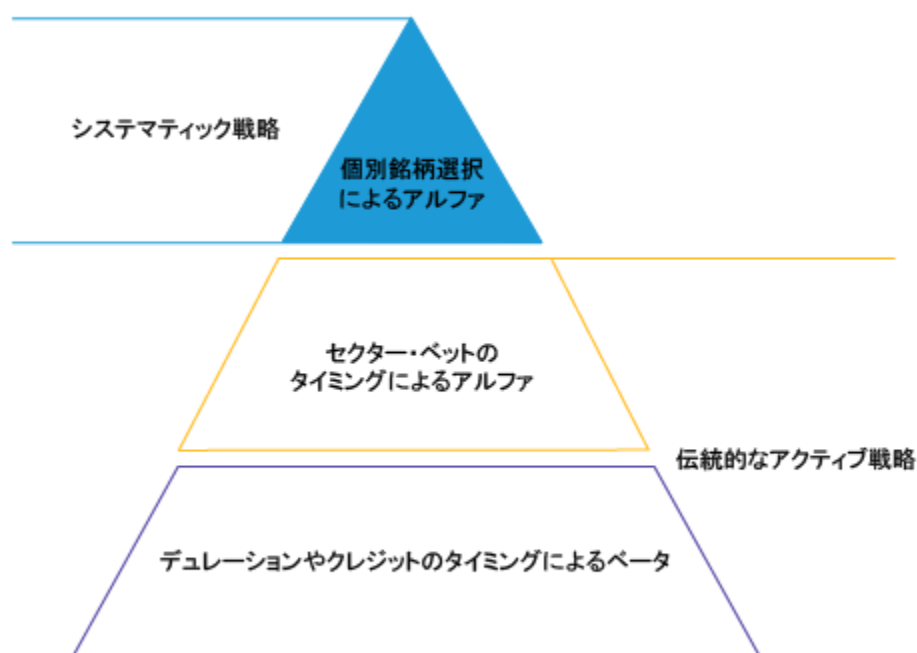 システマティック戦略
個別銘柄選択
によるアルファ
セクター・ベットの
タイミングによるアルファ
伝統的なアクティブ戦略
デュレーションやクレジットのタイミングによるベータ